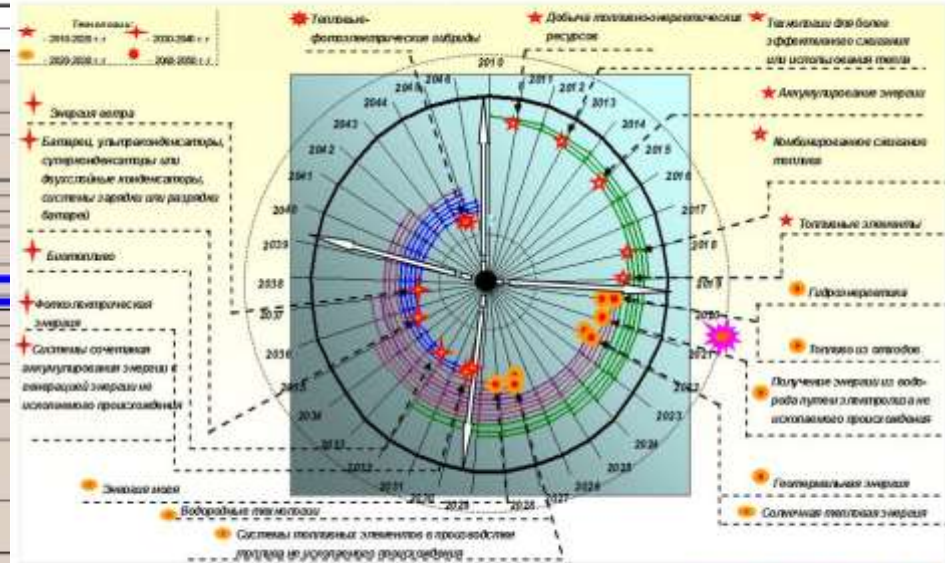 Технологии:
- 2010-2020 г.г
- 2030-2040 г.г
- 2020-2030 г.г
- 2040-2050 г.г
Тепловые-
фотоэлектрические гибриды
Добыча топливно-энергетических
ресурсов
Технологии для более
эффективного сжигания
или использования тепла
Аккумулирование энергии
Комбинированное сжигание
топлива
Топливные элементы
Гидроэнергетика
Топливо из отходов
Получение энергии из водо-
рода путем электролиза не
ископаемого происхождения
Геотермальная энергия
Солнечная тепловая энергия
Энергия ветра
Батареи, ультраконденсаторы,
суперконденсаторы или
двухслойные конденсаторы,
системы зарядки или разрядки
батарей
Биотопливо
Фотоэлектрическая
энергия
Системы сочетания
аккумулирования энергии с
генерацией энергии не
ископаемого происхождения
Энергия моря
Водородные технологии
Системы топливных элементов в производстве
топлива не ископаемого происхождения
2010
2011
2012
2013
2014
2015
2016
2017
2018
2019
2020
2021
2022
2023
2024
2025
2026
2027
2028
2029
2030
2031
2032
2033
2034
2035
2036
2037
2038
2039
2040
2041
2042
2043
2044
2045
2046